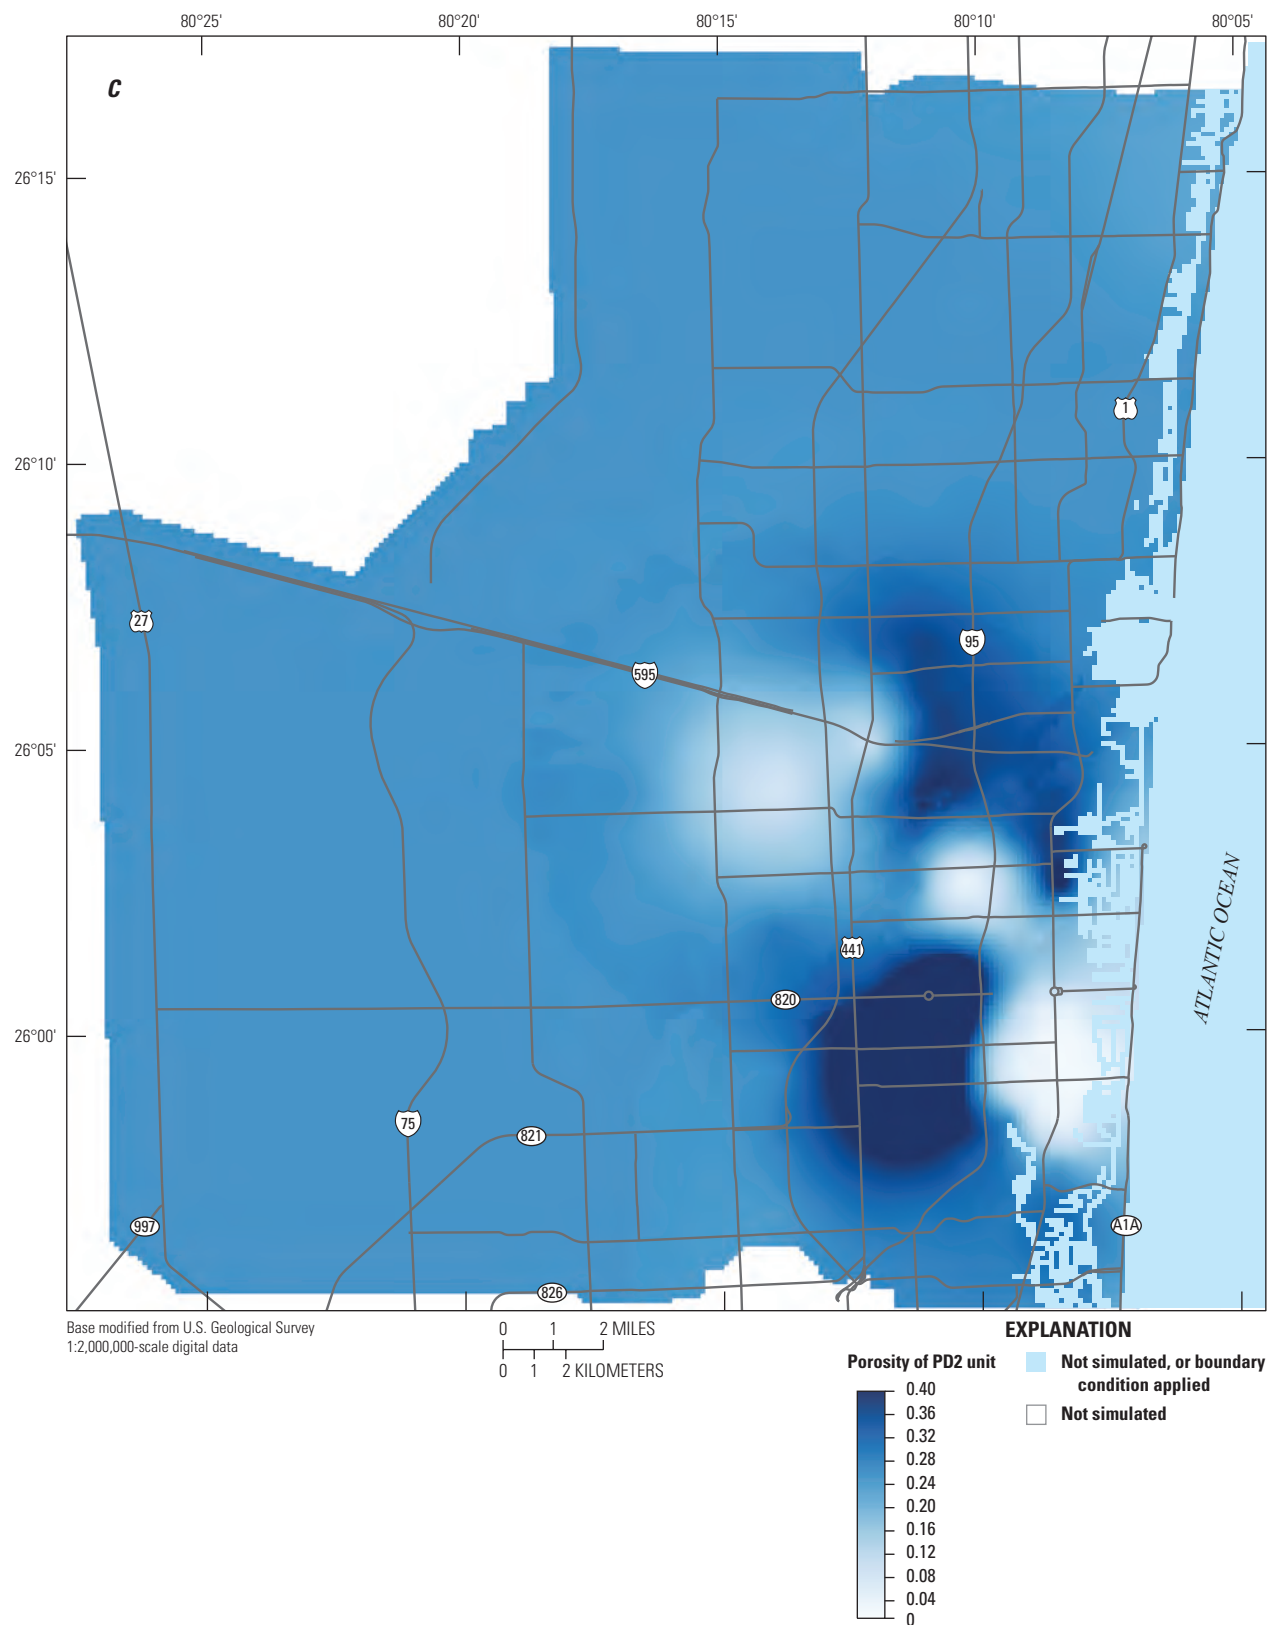 80°25' 80°20' 80°15' 80°10' 80°05'
C
26°15'
1
26°10'
27
95
595
26°05'
ATLANTIC OCEAN
441
820
26°00'
75
821
997
A1A
826
Base modified from U.S. Geological Survey
1:2,000,000-scale digital data
0 1 2 MILES
0 1 2 KILOMETERS
EXPLANATION
Porosity of PD2 unit
0.40
0.36
0.32
0.28
0.24
0.20
0.16
0.12
0.08
0.04
0
Not simulated, or boundary
condition applied
Not simulated